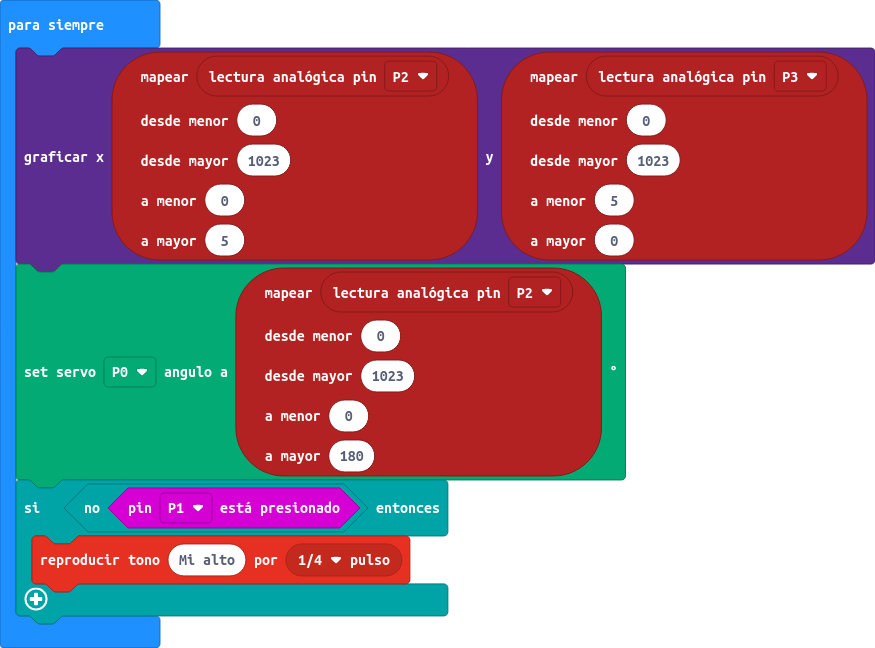 para siempre
graficar x mapear lectura analógica pin P2 y mapear lectura analógica pin P3
desde menor 0 desde menor 0
desde mayor 1023 desde mayor 1023
a menor 0 a menor 5
a mayor 5 a mayor 0
set servo P0 angulo a mapear lectura analógica pin P2 °
desde menor 0
desde mayor 1023
a menor 0
a mayor 180
si no pin P1 está presionado entonces
reproducir tono Mi alto por 1/4 pulso